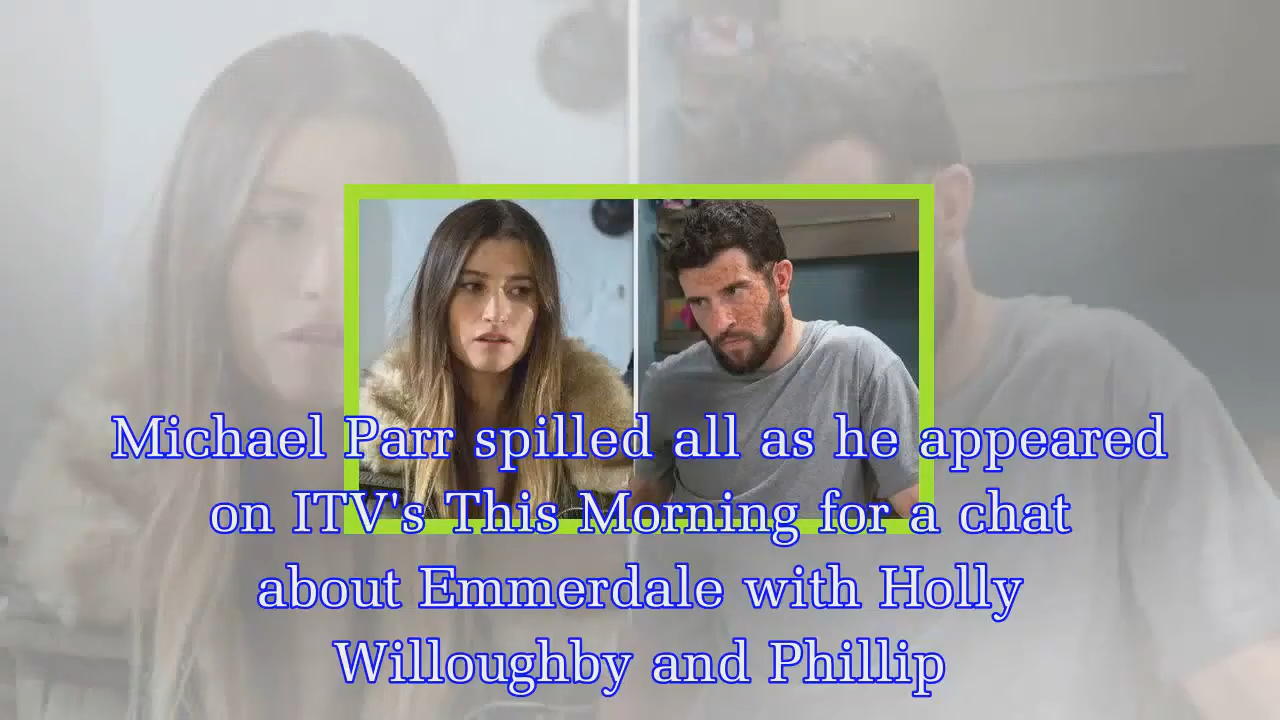 Michael Parr spilled all as he appeared
on ITV's This Morning for a chat
about Emmerdale with Holly
Willoughby and Phillip